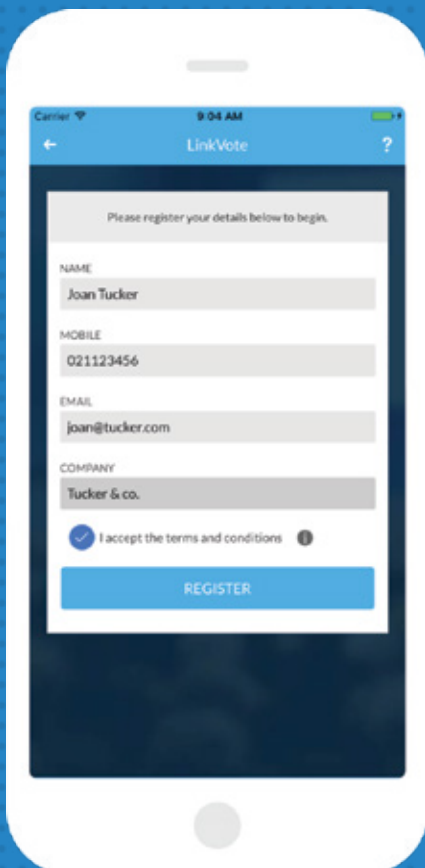 Carrier 9:04 AM
LinkVote ?
Please register your details below to begin.
NAME
Joan Tucker
MOBILE
021123456
EMAIL
joan@tucker.com
COMPANY
Tucker & co.
I accept the terms and conditions i
REGISTER